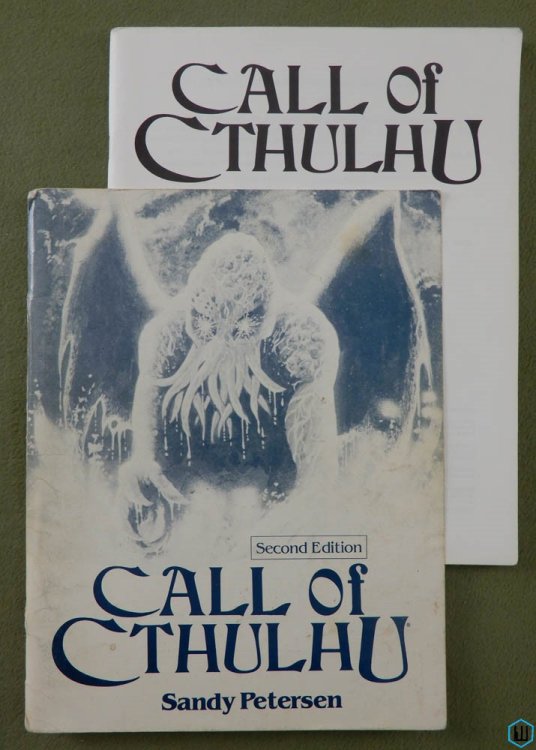 CALL of
CTHULHU
Second Edition
CALL of
CTHULHU®
Sandy Petersen